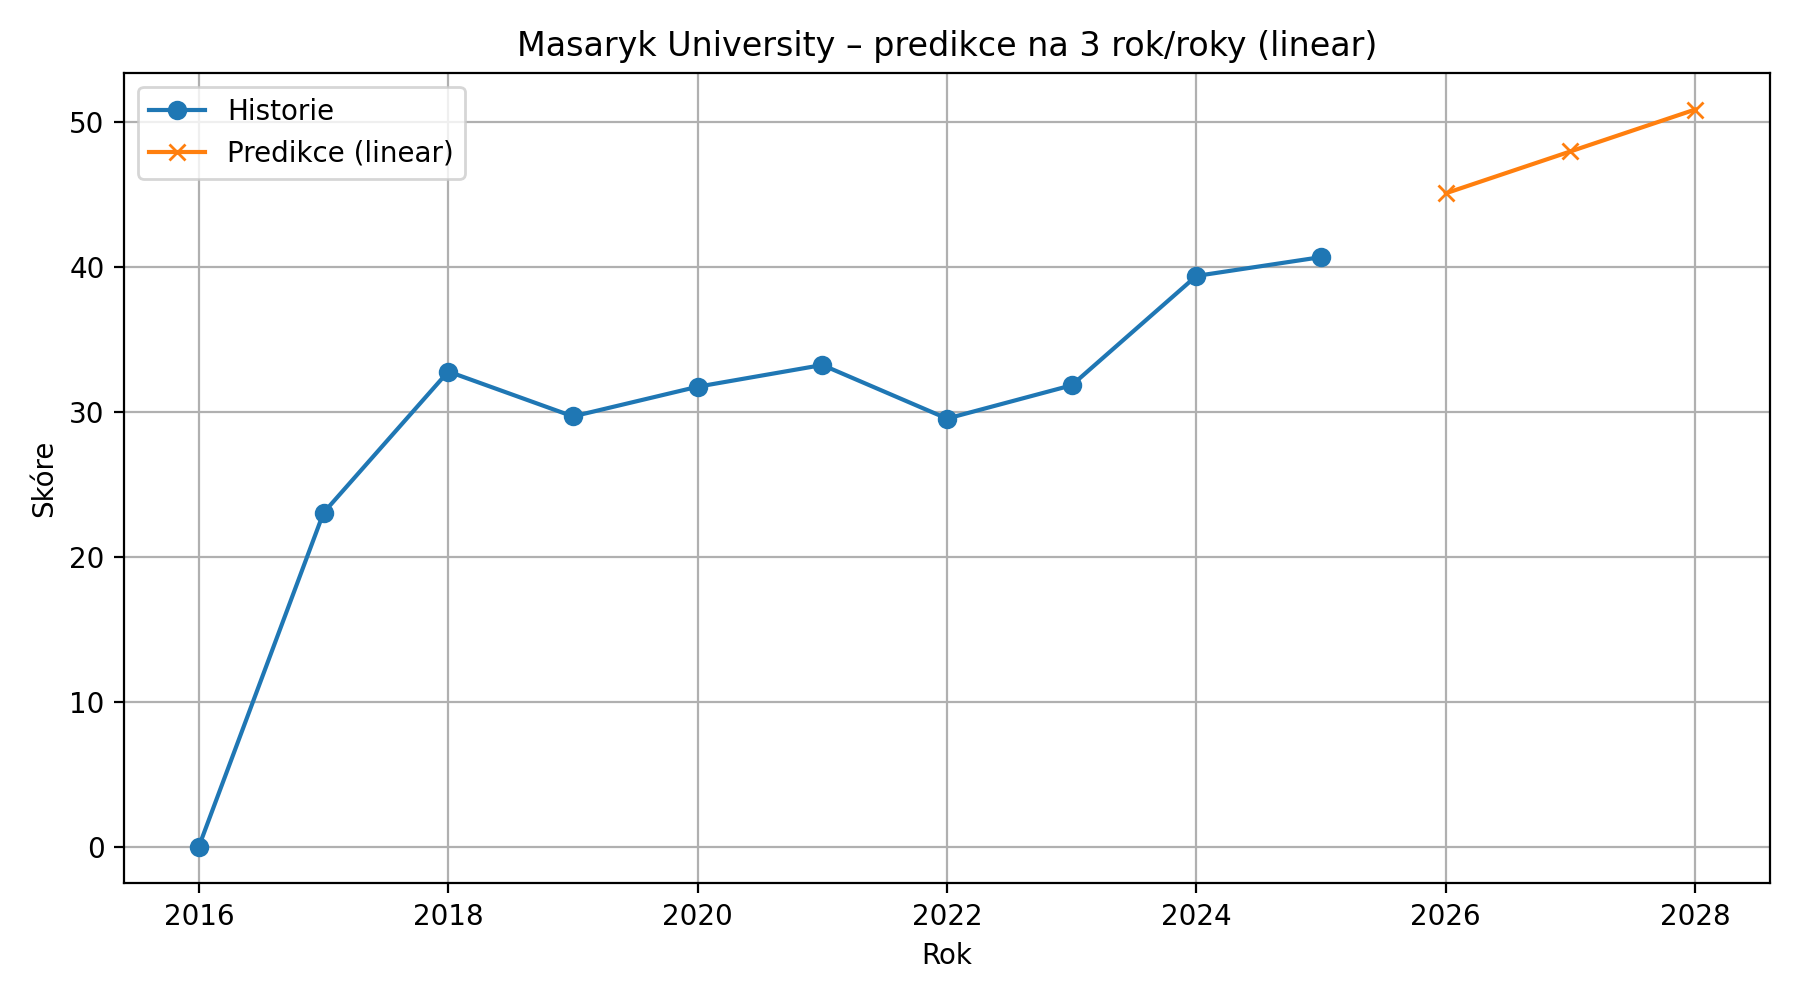 Masaryk University – predikce na 3 rok/roky (linear)
Historie
Predikce (linear)
50
40
30
20
10
0
Skóre
2016 2018 2020 2022 2024 2026 2028
Rok